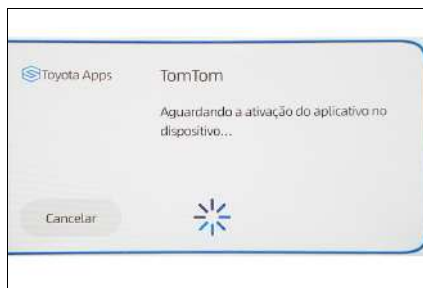 Toyota Apps
TomTom
Aguardando a ativação do aplicativo no
dispositivo...
Cancelar